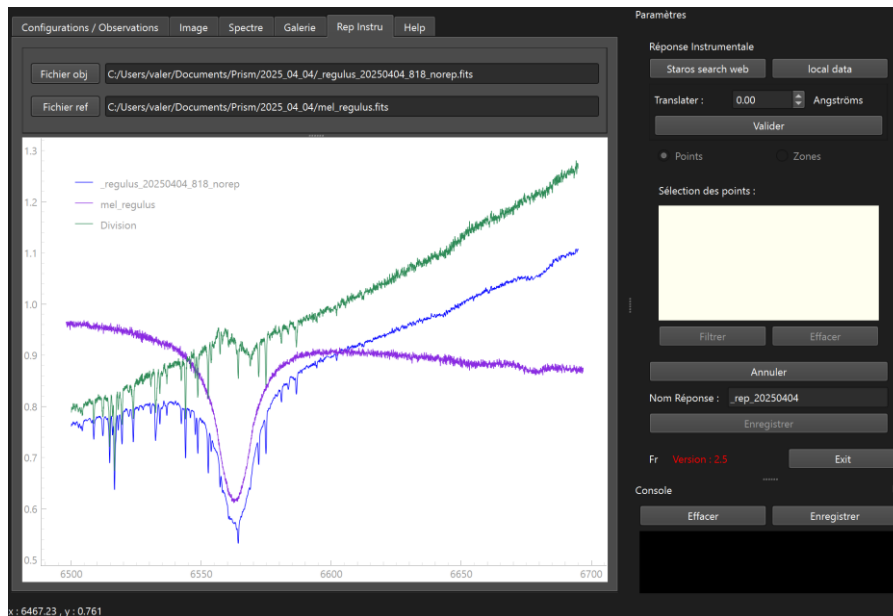 Configurations / Observations Image Spectre Galerie Rep Instru Help
Fichier obj C:/Users/valer/Documents/Prism/2025_04_04/_regulus_20250404_818_norep.fits
Fichier ref C:/Users/valer/Documents/Prism/2025_04_04/mel_regulus.fits
1.3
1.2
1.1
1.0
0.9
0.8
0.7
0.6
0.5
_regulus_20250404_818_norep
mel_regulus
Division
6500 6550 6600 6650 6700
x : 6467.23 , y : 0.761
Paramètres
Réponse Instrumentale
Staros search web local data
Translater : 0.00 Angströms
Valider
Points Zones
Sélection des points :
Filtrer Effacer
Annuler
Nom Réponse : _rep_20250404
Enregistrer
Fr Version : 2.5 Exit
Console
Effacer Enregistrer